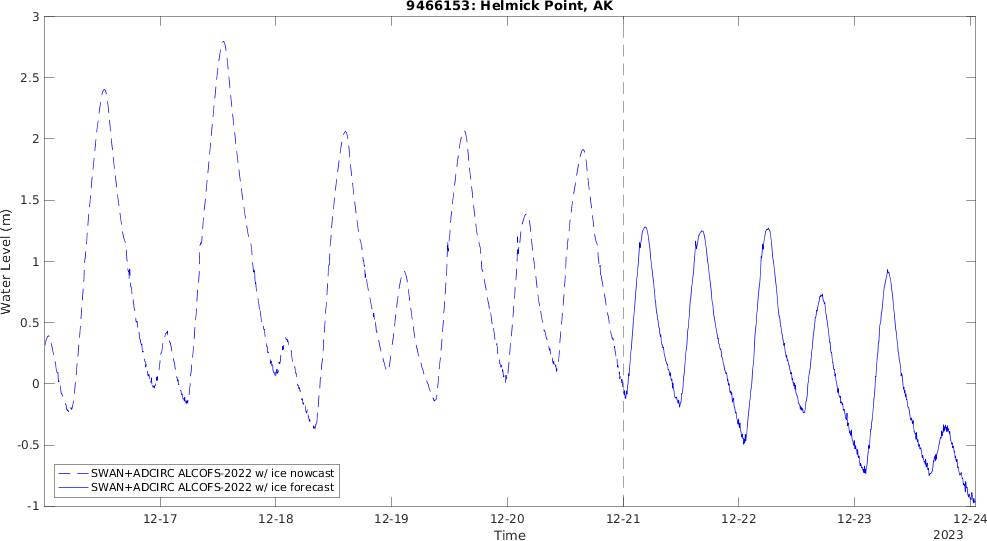 9466153: Helmick Point, AK
3
2.5
2
1.5
1
0.5
0
-0.5
-1
Water Level (m)
SWAN+ADCIRC ALCOFS-2022 w/ ice nowcast
SWAN+ADCIRC ALCOFS-2022 w/ ice forecast
12-17 12-18 12-19 12-20 12-21 12-22 12-23 12-24
Time
2023